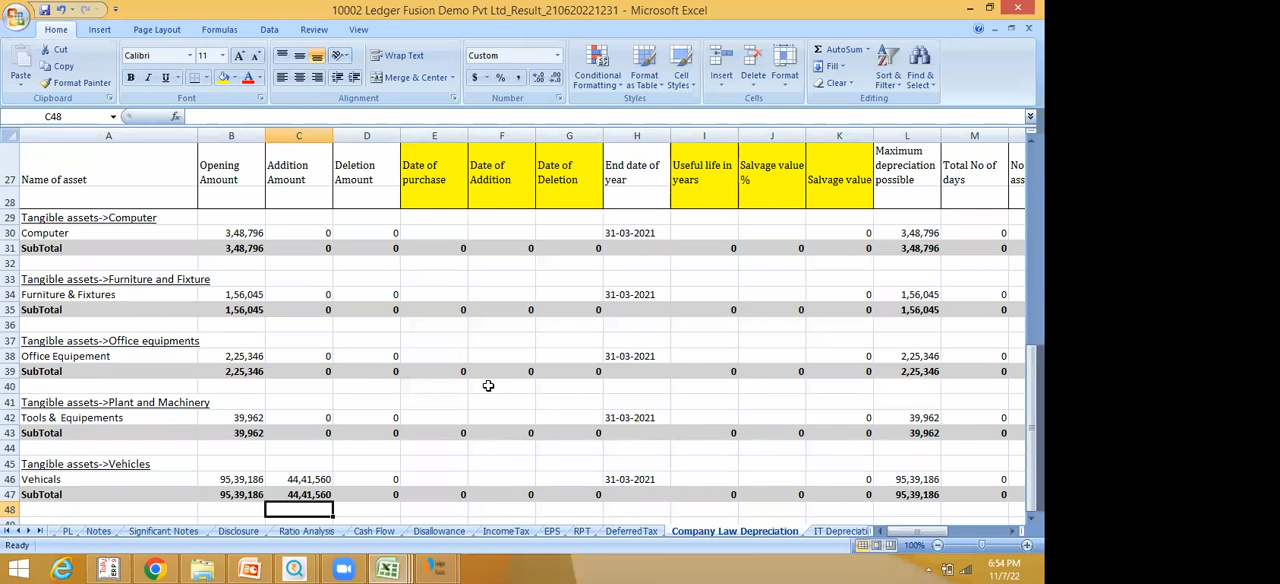 10002 Ledger Fusion Demo Pvt Ltd_Result_210620221231 - Microsoft Excel
Home Insert Page Layout Formulas Data Review View
Cut
Copy
Format Painter
Paste
Clipboard
Calibri 11
B I U
Font
Wrap Text
Merge & Center
Alignment
Custom
$ % ,
Number
Conditional Formatting
Format as Table
Cell Styles
Styles
Insert Delete Format
Cells
AutoSum
Fill
Clear
Sort & Filter
Find & Select
Editing
C48 fx
A B C D E F G H I J K L M
27 Name of asset Opening Amount Addition Amount Deletion Amount Date of purchase Date of Addition Date of Deletion End date of year Useful life in years Salvage value % Salvage value Maximum depreciation possible Total No of days No ass
28
29 Tangible assets->Computer
30 Computer 3,48,796 0 0 31-03-2021 0 3,48,796 0
31 SubTotal 3,48,796 0 0 0 0 0 0 0 0 3,48,796 0
32
33 Tangible assets->Furniture and Fixture
34 Furniture & Fixtures 1,56,045 0 0 31-03-2021 0 1,56,045 0
35 SubTotal 1,56,045 0 0 0 0 0 0 0 0 1,56,045 0
36
37 Tangible assets->Office equipments
38 Office Equipement 2,25,346 0 0 31-03-2021 0 2,25,346 0
39 SubTotal 2,25,346 0 0 0 0 0 0 0 0 2,25,346 0
40
41 Tangible assets->Plant and Machinery
42 Tools & Equipements 39,962 0 0 31-03-2021 0 39,962 0
43 SubTotal 39,962 0 0 0 0 0 0 0 0 39,962 0
44
45 Tangible assets->Vehicles
46 Vehicals 95,39,186 44,41,560 0 31-03-2021 0 95,39,186 0
47 SubTotal 95,39,186 44,41,560 0 0 0 0 0 0 0 95,39,186 0
48
PL Notes Significant Notes Disclosure Ratio Analysis Cash Flow Disallowance IncomeTax EPS RPT DeferredTax Company Law Depreciation IT Depreciati
Ready 100%
6:54 PM
11/7/22